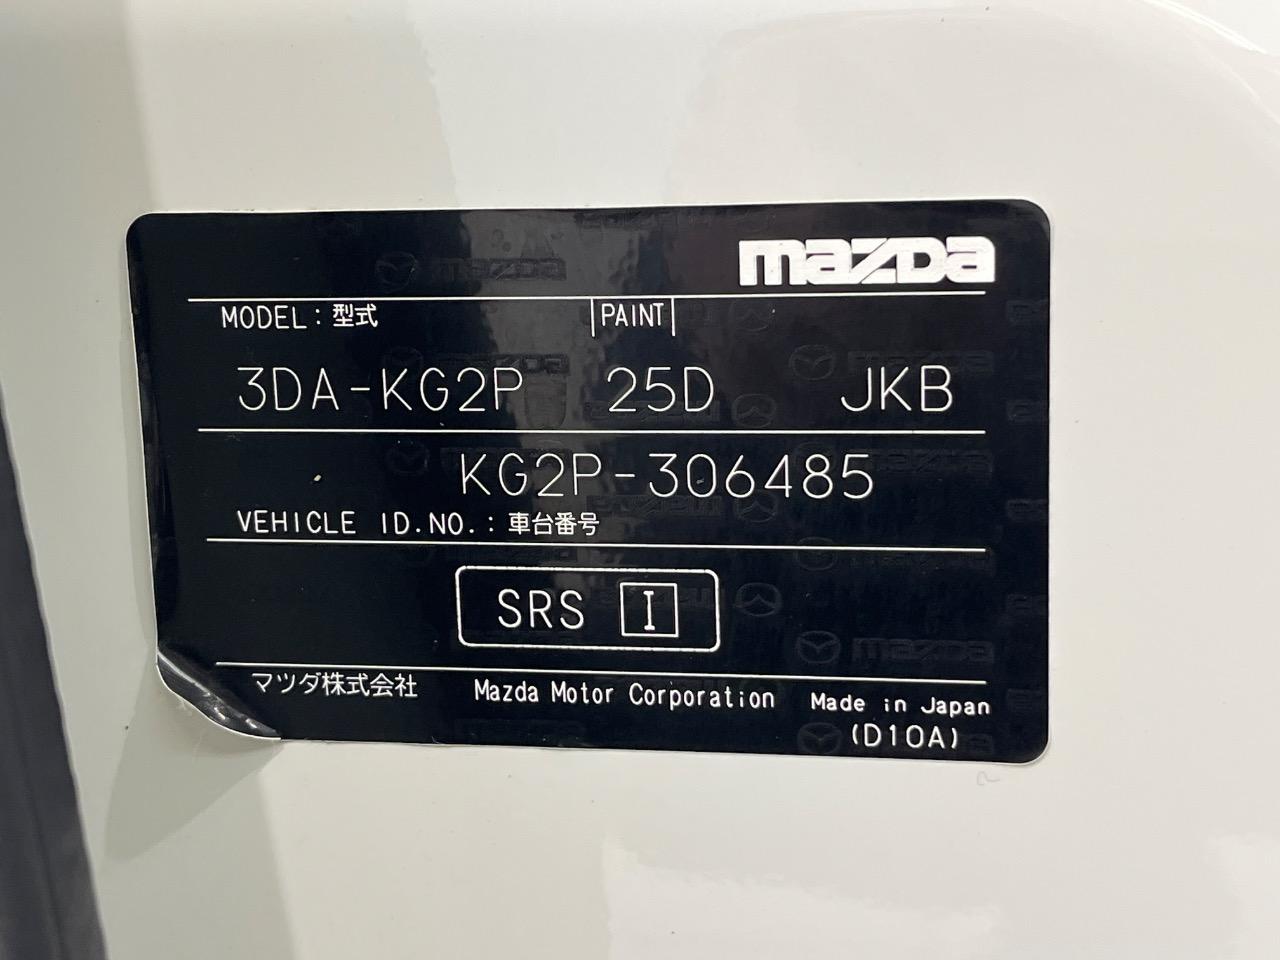 mazda
MODEL：型式 PAINT
3DA-KG2P 25D JKB
KG2P-306485
VEHICLE ID.NO.：車台番号
SRS I
マツダ株式会社 Mazda Motor Corporation Made in Japan
(D10A)